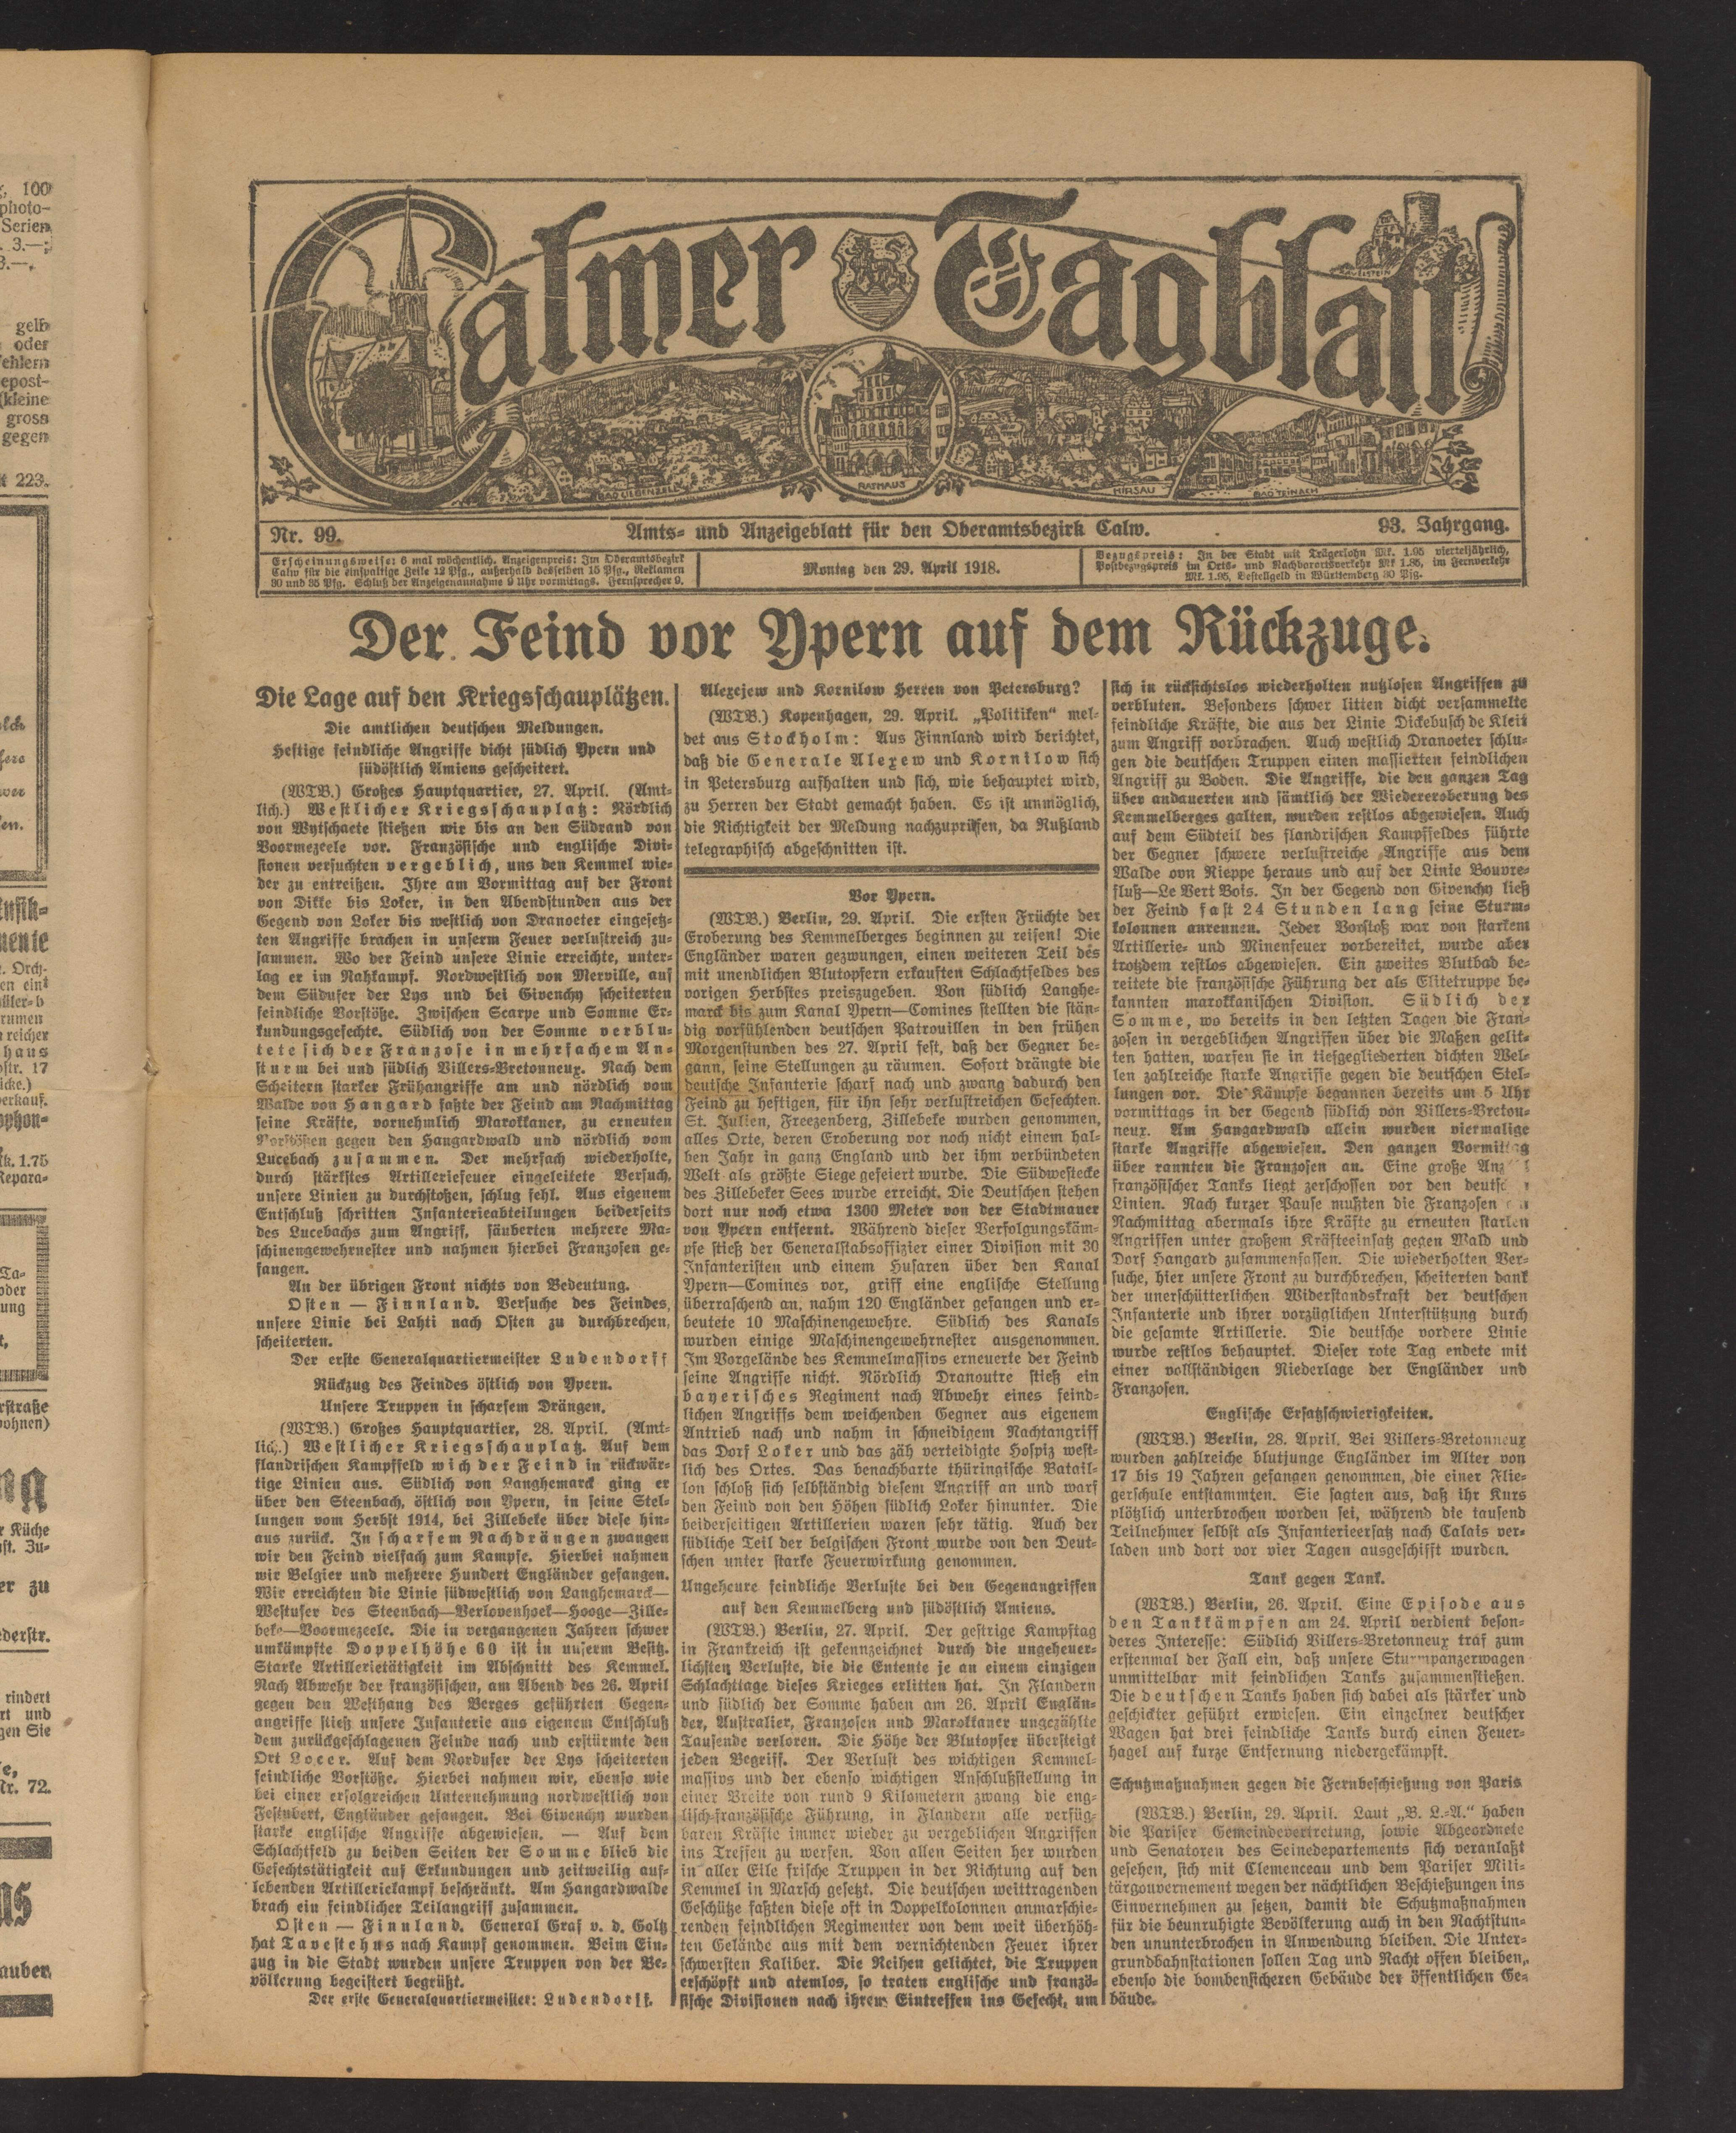 Calwer Tagblatt
BAD LIEBENZELL
RATHAUS
HIRSAU
BAD TEINACH
Nr. 99.
Amts- und Anzeigeblatt für den Oberamtsbezirk Calw.
93. Jahrgang.
Erscheinungsweise: 6 mal wöchentlich. Anzeigenpreis: Im Oberamtsbezirk
Calw für die einspaltige Zeile 12 Pfg., außerhalb desselben 15 Pfg., Reklamen
30 und 35 Pfg. Schluß der Anzeigenannahme 9 Uhr vormittags. Fernsprecher 9.
Montag den 29. April 1918.
Bezugspreis: In der Stadt mit Trägerlohn Mk. 1.95 vierteljährlich,
Postbezugspreis im Orts- und Nachbarortsverkehr Mk 1.85, im Fernverkehr
Mk. 1.95, Bestellgeld in Württemberg 30 Pfg.
Der Feind vor Ypern auf dem Rückzuge.
Die Lage auf den Kriegsschauplätzen.
Die amtlichen deutschen Meldungen.
Heftige feindliche Angriffe dicht südlich Ypern und
südöstlich Amiens gescheitert.
(WTB.) Großes Hauptquartier, 27. April. (Amt-
lich.) Westlicher Kriegsschauplatz: Nördlich
von Wytschaete stießen wir bis an den Südrand von
Voormezeele vor. Französische und englische Divi-
sionen versuchten vergeblich, uns den Kemmel wie-
der zu entreißen. Ihre am Vormittag auf der Front
von Dikke bis Loker, in den Abendstunden aus der
Gegend von Loker bis westlich von Dranoeter eingesetz-
ten Angriffe brachen in unserm Feuer verlustreich zu-
sammen. Wo der Feind unsere Linie erreichte, unter-
lag er im Nahkampf. Nordwestlich von Merville, auf
dem Südufer der Lys und bei Givenchy scheiterten
feindliche Vorstöße. Zwischen Scarpe und Somme Er-
kundungsgefechte. Südlich von der Somme verblu-
tete sich der Franzose in mehrfachem An-
sturm bei und südlich Villers-Bretonneux. Nach dem
Scheitern starker Frühangriffe am und nördlich vom
Walde von Hangard faßte der Feind am Nachmittag
seine Kräfte, vornehmlich Marokkaner, zu erneuten
Vorstößen gegen den Hangardwald und nördlich vom
Lucebach zusammen. Der mehrfach wiederholte,
durch stärkstes Artilleriefeuer eingeleitete Versuch,
unsere Linien zu durchstoßen, schlug fehl. Aus eigenem
Entschluß schritten Infanterieabteilungen beiderseits
des Lucebachs zum Angriff, säuberten mehrere Ma-
schinengewehrnester und nahmen hierbei Franzosen ge-
fangen.
An der übrigen Front nichts von Bedeutung.
Osten — Finnland. Versuche des Feindes,
unsere Linie bei Lahti nach Osten zu durchbrechen,
scheiterten.
Der erste Generalquartiermeister Ludendorff
Rückzug des Feindes östlich von Ypern.
Unsere Truppen in scharfem Drängen.
(WTB.) Großes Hauptquartier, 28. April. (Amt-
lich.) Westlicher Kriegsschauplatz. Auf dem
flandrischen Kampffeld wich der Feind in rückwär-
tige Linien aus. Südlich von Langhemarck ging er
über den Steenbach, östlich von Ypern, in seine Stel-
lungen vom Herbst 1914, bei Zillebeke über diese hin-
aus zurück. In scharfem Nachdrängen zwangen
wir den Feind vielfach zum Kampfe. Hierbei nahmen
wir Belgier und mehrere Hundert Engländer gefangen.
Wir erreichten die Linie südwestlich von Langhemarck—
Westufer des Steenbach—Verlorenhoek—Hooge—Zille-
beke—Voormezeele. Die in vergangenen Jahren schwer
umkämpfte Doppelhöhe 60 ist in unserm Besitz.
Starke Artillerietätigkeit im Abschnitt des Kemmel.
Nach Abwehr der französischen, am Abend des 26. April
gegen den Westhang des Berges geführten Gegen-
angriffe stieß unsere Infanterie aus eigenem Entschluß
dem zurückgeschlagenen Feinde nach und erstürmte den
Ort Locer. Auf dem Nordufer der Lys scheiterten
feindliche Vorstöße. Hierbei nahmen wir, ebenso wie
bei einer erfolgreichen Unternehmung nordwestlich von
Festubert, Engländer gefangen. Bei Givenchy wurden
starke englische Angriffe abgewiesen. — Auf dem
Schlachtfeld zu beiden Seiten der Somme blieb die
Gefechtstätigkeit auf Erkundungen und zeitweilig auf-
lebenden Artilleriekampf beschränkt. Am Hangardwalde
brach ein feindlicher Teilangriff zusammen.
Osten — Finnland. General Graf v. d. Goltz
hat Tavestehus nach Kampf genommen. Beim Ein-
zug in die Stadt wurden unsere Truppen von der Be-
völkerung begeistert begrüßt.
Der erste Generalquartiermeister: Ludendorff.
Alexejew und Kornilow Herren von Petersburg?
(WTB.) Kopenhagen, 29. April. „Politiken“ mel-
det aus Stockholm: Aus Finnland wird berichtet,
daß die Generale Alexew und Kornilow sich
in Petersburg aufhalten und sich, wie behauptet wird,
zu Herren der Stadt gemacht haben. Es ist unmöglich,
die Richtigkeit der Meldung nachzuprüfen, da Rußland
telegraphisch abgeschnitten ist.
Vor Ypern.
(WTB.) Berlin, 29. April. Die ersten Früchte der
Eroberung des Kemmelberges beginnen zu reifen! Die
Engländer waren gezwungen, einen weiteren Teil des
mit unendlichen Blutopfern erkauften Schlachtfeldes des
vorigen Herbstes preiszugeben. Von südlich Langhe-
marck bis zum Kanal Ypern—Comines stellten die stän-
dig vorfühlenden deutschen Patrouillen in den frühen
Morgenstunden des 27. April fest, daß der Gegner be-
gann, seine Stellungen zu räumen. Sofort drängte die
deutsche Infanterie scharf nach und zwang dadurch den
Feind zu heftigen, für ihn sehr verlustreichen Gefechten.
St. Julien, Freezenberg, Zillebeke wurden genommen,
alles Orte, deren Eroberung vor noch nicht einem hal-
ben Jahr in ganz England und der ihm verbündeten
Welt als größte Siege gefeiert wurde. Die Südwestecke
des Zillebeker Sees wurde erreicht. Die Deutschen stehen
dort nur noch etwa 1300 Meter von der Stadtmauer
von Ypern entfernt. Während dieser Verfolgungskäm-
pfe stieß der Generalstabsoffizier einer Division mit 30
Infanteristen und einem Husaren über den Kanal
Ypern—Comines vor, griff eine englische Stellung
überraschend an, nahm 120 Engländer gefangen und er-
beutete 10 Maschinengewehre. Südlich des Kanals
wurden einige Maschinengewehrnester ausgenommen.
Im Vorgelände des Kemmelmassivs erneuerte der Feind
seine Angriffe nicht. Nördlich Dranoutre stieß ein
bayerisches Regiment nach Abwehr eines feind-
lichen Angriffs dem weichenden Gegner aus eigenem
Antrieb nach und nahm in schneidigem Nachtangriff
das Dorf Loker und das zäh verteidigte Hospiz west-
lich des Ortes. Das benachbarte thüringische Batail-
lon schloß sich selbständig diesem Angriff an und warf
den Feind von den Höhen südlich Loker hinunter. Die
beiderseitigen Artillerien waren sehr tätig. Auch der
südliche Teil der belgischen Front wurde von den Deut-
schen unter starke Feuerwirkung genommen.
Ungeheure feindliche Verluste bei den Gegenangriffen
auf den Kemmelberg und südöstlich Amiens.
(WTB.) Berlin, 27. April. Der gestrige Kampftag
in Frankreich ist gekennzeichnet durch die ungeheuer-
lichsten Verluste, die die Entente je an einem einzigen
Schlachttage dieses Krieges erlitten hat. In Flandern
und südlich der Somme haben am 26. April Englän-
der, Australier, Franzosen und Marokkaner ungezählte
Tausende verloren. Die Höhe der Blutopfer übersteigt
jeden Begriff. Der Verlust des wichtigen Kemmel-
massivs und der ebenso wichtigen Anschlußstellung in
einer Breite von rund 9 Kilometern zwang die eng-
lisch-französische Führung, in Flandern alle verfüg-
baren Kräfte immer wieder zu vergeblichen Angriffen
ins Treffen zu werfen. Von allen Seiten her wurden
in aller Eile frische Truppen in der Richtung auf den
Kemmel in Marsch gesetzt. Die deutschen weittragenden
Geschütze faßten diese oft in Doppelkolonnen anmarschie-
renden feindlichen Regimenter von dem weit überhöh-
ten Gelände aus mit dem vernichtenden Feuer ihrer
schwersten Kaliber. Die Reihen gelichtet, die Truppen
erschöpft und atemlos, so traten englische und franzö-
sische Divisionen nach ihrem Eintreffen ins Gefecht, um
sich in rücksichtslos wiederholten nutzlosen Angriffen zu
verbluten. Besonders schwer litten dicht versammelte
feindliche Kräfte, die aus der Linie Dickebusch de Kleit
zum Angriff vorbrachen. Auch westlich Dranoeter schlu-
gen die deutschen Truppen einen massierten feindlichen
Angriff zu Boden. Die Angriffe, die den ganzen Tag
über andauerten und sämtlich der Wiedereroberung des
Kemmelberges galten, wurden restlos abgewiesen. Auch
auf dem Südteil des flandrischen Kampffeldes führte
der Gegner schwere verlustreiche Angriffe aus dem
Walde ovn Nieppe heraus und auf der Linie Bouvre-
fluß—Le Vert Bois. In der Gegend von Givenchy ließ
der Feind fast 24 Stunden lang seine Sturm-
kolonnen anrennen. Jeder Vorstoß war von starkem
Artillerie- und Minenfeuer vorbereitet, wurde aber
trotzdem restlos abgewiesen. Ein zweites Blutbad be-
reitete die französische Führung der als Elitetruppe be-
kannten marokkanischen Division. Südlich der
Somme, wo bereits in den letzten Tagen die Fran-
zosen in vergeblichen Angriffen über die Maßen gelit-
ten hatten, warfen sie in tiefgegliederten dichten Wel-
len zahlreiche starke Angriffe gegen die deutschen Stel-
lungen vor. Die Kämpfe begannen bereits um 5 Uhr
vormittags in der Gegend südlich von Villers-Breton-
neux. Am Hangardwald allein wurden viermalige
starke Angriffe abgewiesen. Den ganzen Vormittag
über rannten die Franzosen an. Eine große Anz
französischer Tanks liegt zerschossen vor den deutsc
Linien. Nach kurzer Pause mußten die Franzosen
Nachmittag abermals ihre Kräfte zu erneuten starken
Angriffen unter großem Kräfteeinsatz gegen Wald und
Dorf Hangard zusammenfassen. Die wiederholten Ver-
suche, hier unsere Front zu durchbrechen, scheiterten dank
der unerschütterlichen Widerstandskraft der deutschen
Infanterie und ihrer vorzüglichen Unterstützung durch
die gesamte Artillerie. Die deutsche vordere Linie
wurde restlos behauptet. Dieser rote Tag endete mit
einer vollständigen Niederlage der Engländer und
Franzosen.
Englische Ersatzschwierigkeiten.
(WTB.) Berlin, 28. April. Bei Villers-Bretonneux
wurden zahlreiche blutjunge Engländer im Alter von
17 bis 19 Jahren gefangen genommen, die einer Flie-
gerschule entstammten. Sie sagten aus, daß ihr Kurs
plötzlich unterbrochen worden sei, während die tausend
Teilnehmer selbst als Infanterieersatz nach Calais ver-
laden und dort vor vier Tagen ausgeschifft wurden.
Tank gegen Tank.
(WTB.) Berlin, 26. April. Eine Episode aus
den Tankkämpfen am 24. April verdient beson-
deres Interesse: Südlich Villers-Bretonneux traf zum
erstenmal der Fall ein, daß unsere Sturmpanzerwagen
unmittelbar mit feindlichen Tanks zusammenstießen.
Die deutschen Tanks haben sich dabei als stärker und
geschickter geführt erwiesen. Ein einzelner deutscher
Wagen hat drei feindliche Tanks durch einen Feuer-
hagel auf kurze Entfernung niedergekämpft.
Schutzmaßnahmen gegen die Fernbeschießung von Paris
(WTB.) Berlin, 29. April. Laut „B. L.-A.“ haben
die Pariser Gemeindevertretung, sowie Abgeordnete
und Senatoren des Seinedepartements sich veranlaßt
gesehen, sich mit Clemenceau und dem Pariser Mili-
tärgouvernement wegen der nächtlichen Beschießungen ins
Einvernehmen zu setzen, damit die Schutzmaßnahmen
für die beunruhigte Bevölkerung auch in den Nachtstun-
den ununterbrochen in Anwendung bleiben. Die Unter-
grundbahnstationen sollen Tag und Nacht offen bleiben,
ebenso die bombensicheren Gebäude der öffentlichen Ge-
bäude.